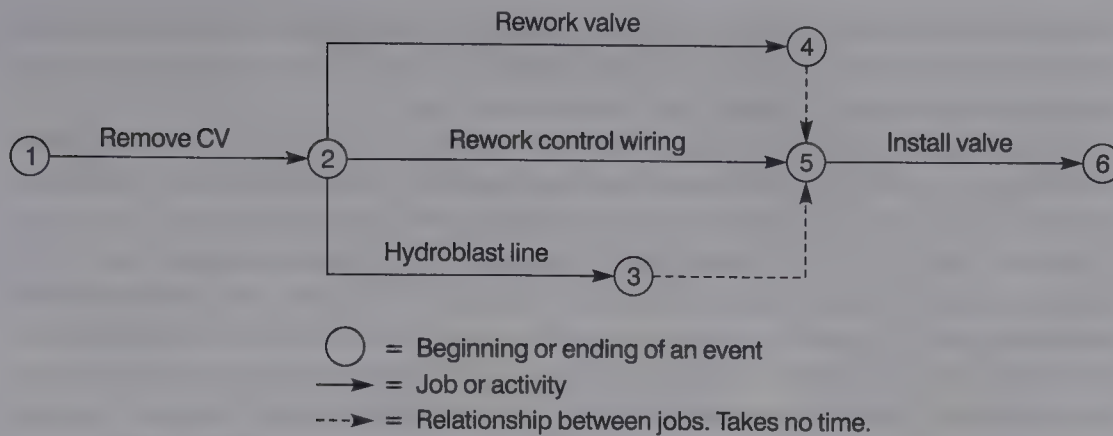 Rework valve
4
1
Remove CV
2
Rework control wiring
5
Install valve
6
Hydroblast line
3
= Beginning or ending of an event
= Job or activity
= Relationship between jobs. Takes no time.